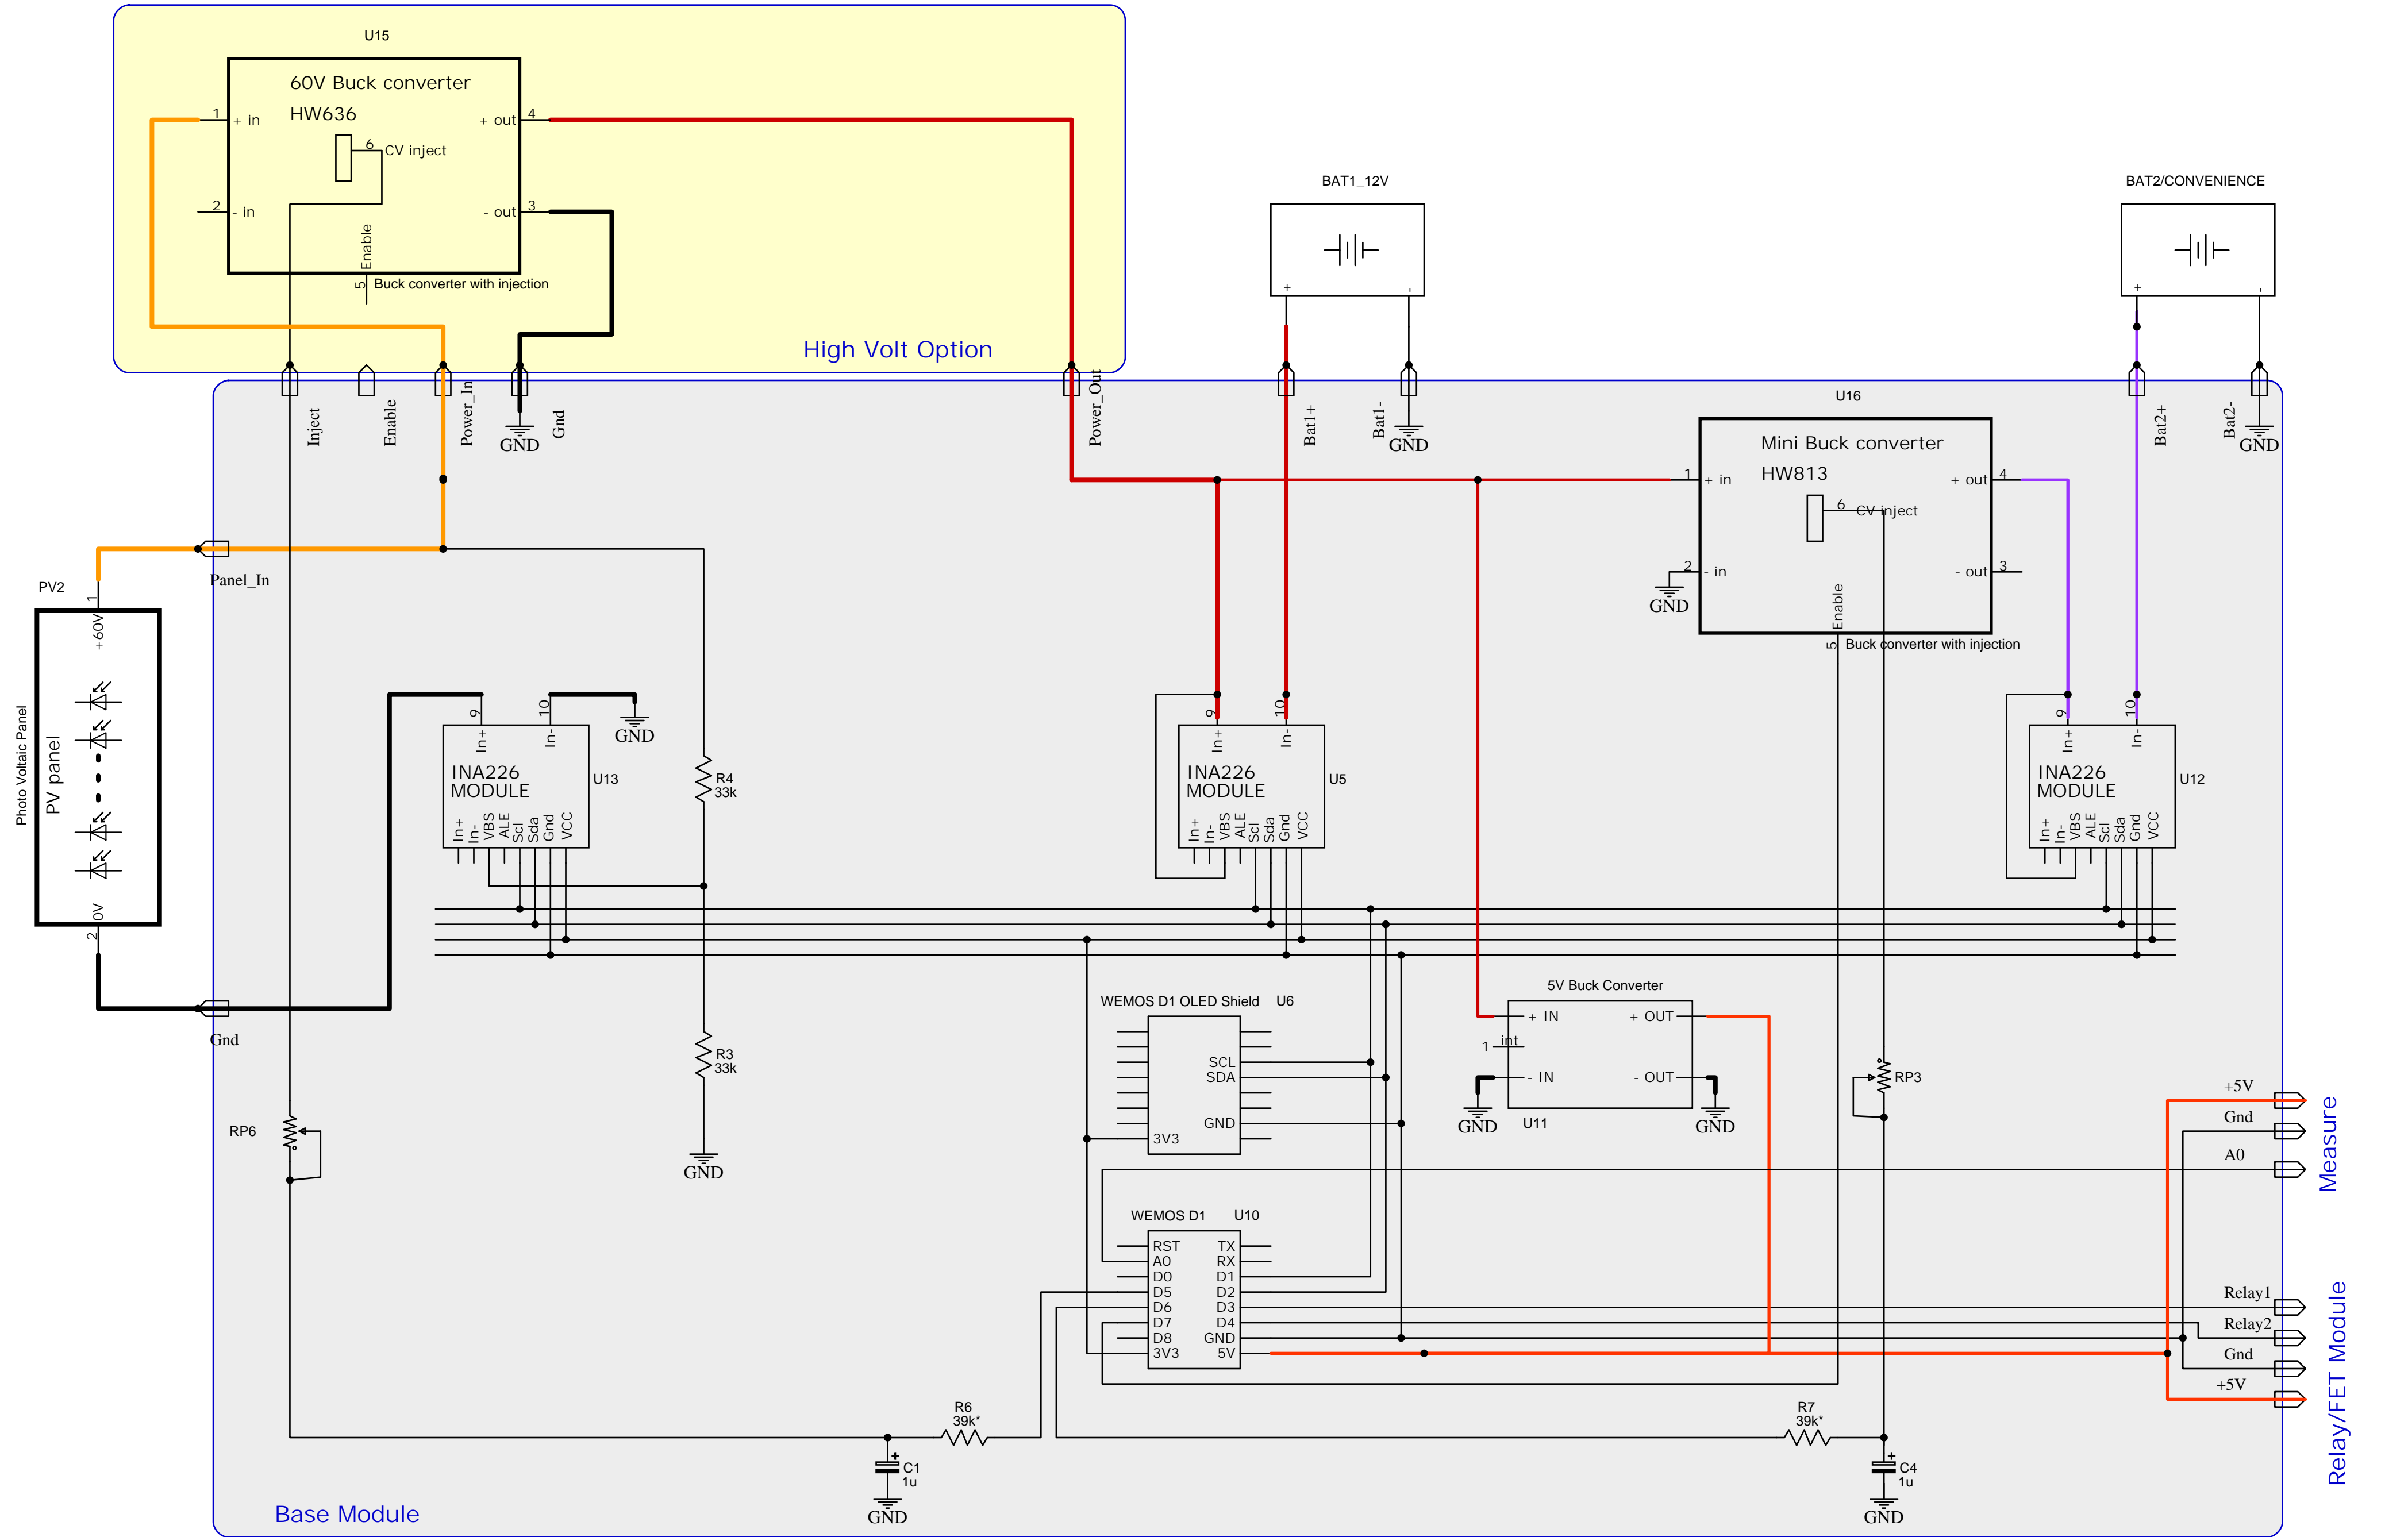 U15
60V Buck converter
HW636
1
+ in
+ out
4
6
CV inject
2
- in
- out
3
Enable
5
Buck converter with injection
High Volt Option
BAT1_12V
+
-
BAT2/CONVENIENCE
+
-
Inject
Enable
Power_In
GND
Gnd
Power_Out
Bat1+
Bat1-
GND
Bat2+
Bat2-
GND
U16
Mini Buck converter
HW813
1
+ in
+ out
4
6
CV inject
2
- in
- out
3
GND
Enable
5
Buck converter with injection
Panel_In
PV2
1
+60V
Photo Voltaic Panel
PV panel
0V
2
Gnd
9
10
GND
In+
In-
INA226
MODULE
U13
In+
In-
VBS
ALE
Scl
Sda
Gnd
VCC
R4
33k
9
10
In+
In-
INA226
MODULE
U5
In+
In-
VBS
ALE
Scl
Sda
Gnd
VCC
9
10
In+
In-
INA226
MODULE
U12
In+
In-
VBS
ALE
Scl
Sda
Gnd
VCC
R3
33k
GND
WEMOS D1 OLED Shield
U6
SCL
SDA
GND
3V3
5V Buck Converter
+ IN
+ OUT
1
int
- IN
- OUT
GND
U11
GND
RP3
RP6
+5V
Gnd
A0
Measure
WEMOS D1
U10
RST
TX
A0
RX
D0
D1
D5
D2
D6
D3
D7
D4
D8
GND
3V3
5V
Relay1
Relay2
Gnd
+5V
Relay/FET Module
R6
39k*
R7
39k*
+
C1
1u
GND
+
C4
1u
GND
Base Module